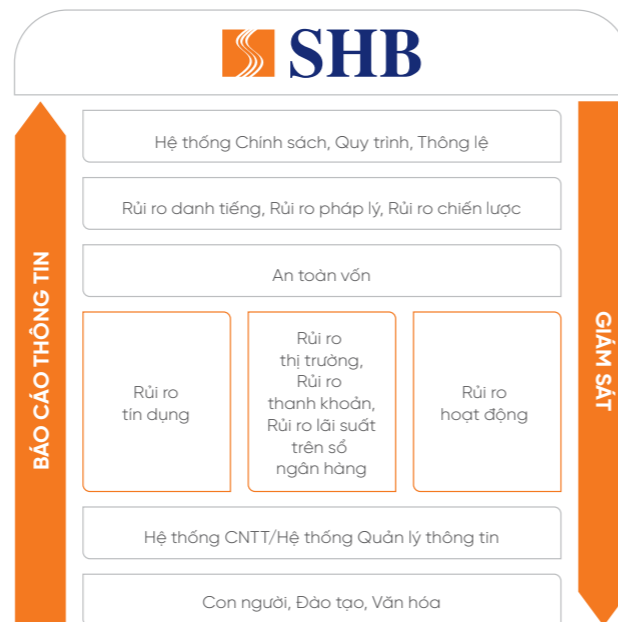 SHB
BÁO CÁO THÔNG TIN
Hệ thống Chính sách, Quy trình, Thông lệ
Rủi ro danh tiếng, Rủi ro pháp lý, Rủi ro chiến lược
An toàn vốn
Rủi ro
tín dụng
Rủi ro
thị trường,
Rủi ro
thanh khoản,
Rủi ro lãi suất
trên sổ
ngân hàng
Rủi ro
hoạt động
Hệ thống CNTT/Hệ thống Quản lý thông tin
Con người, Đào tạo, Văn hóa
GIÁM SÁT